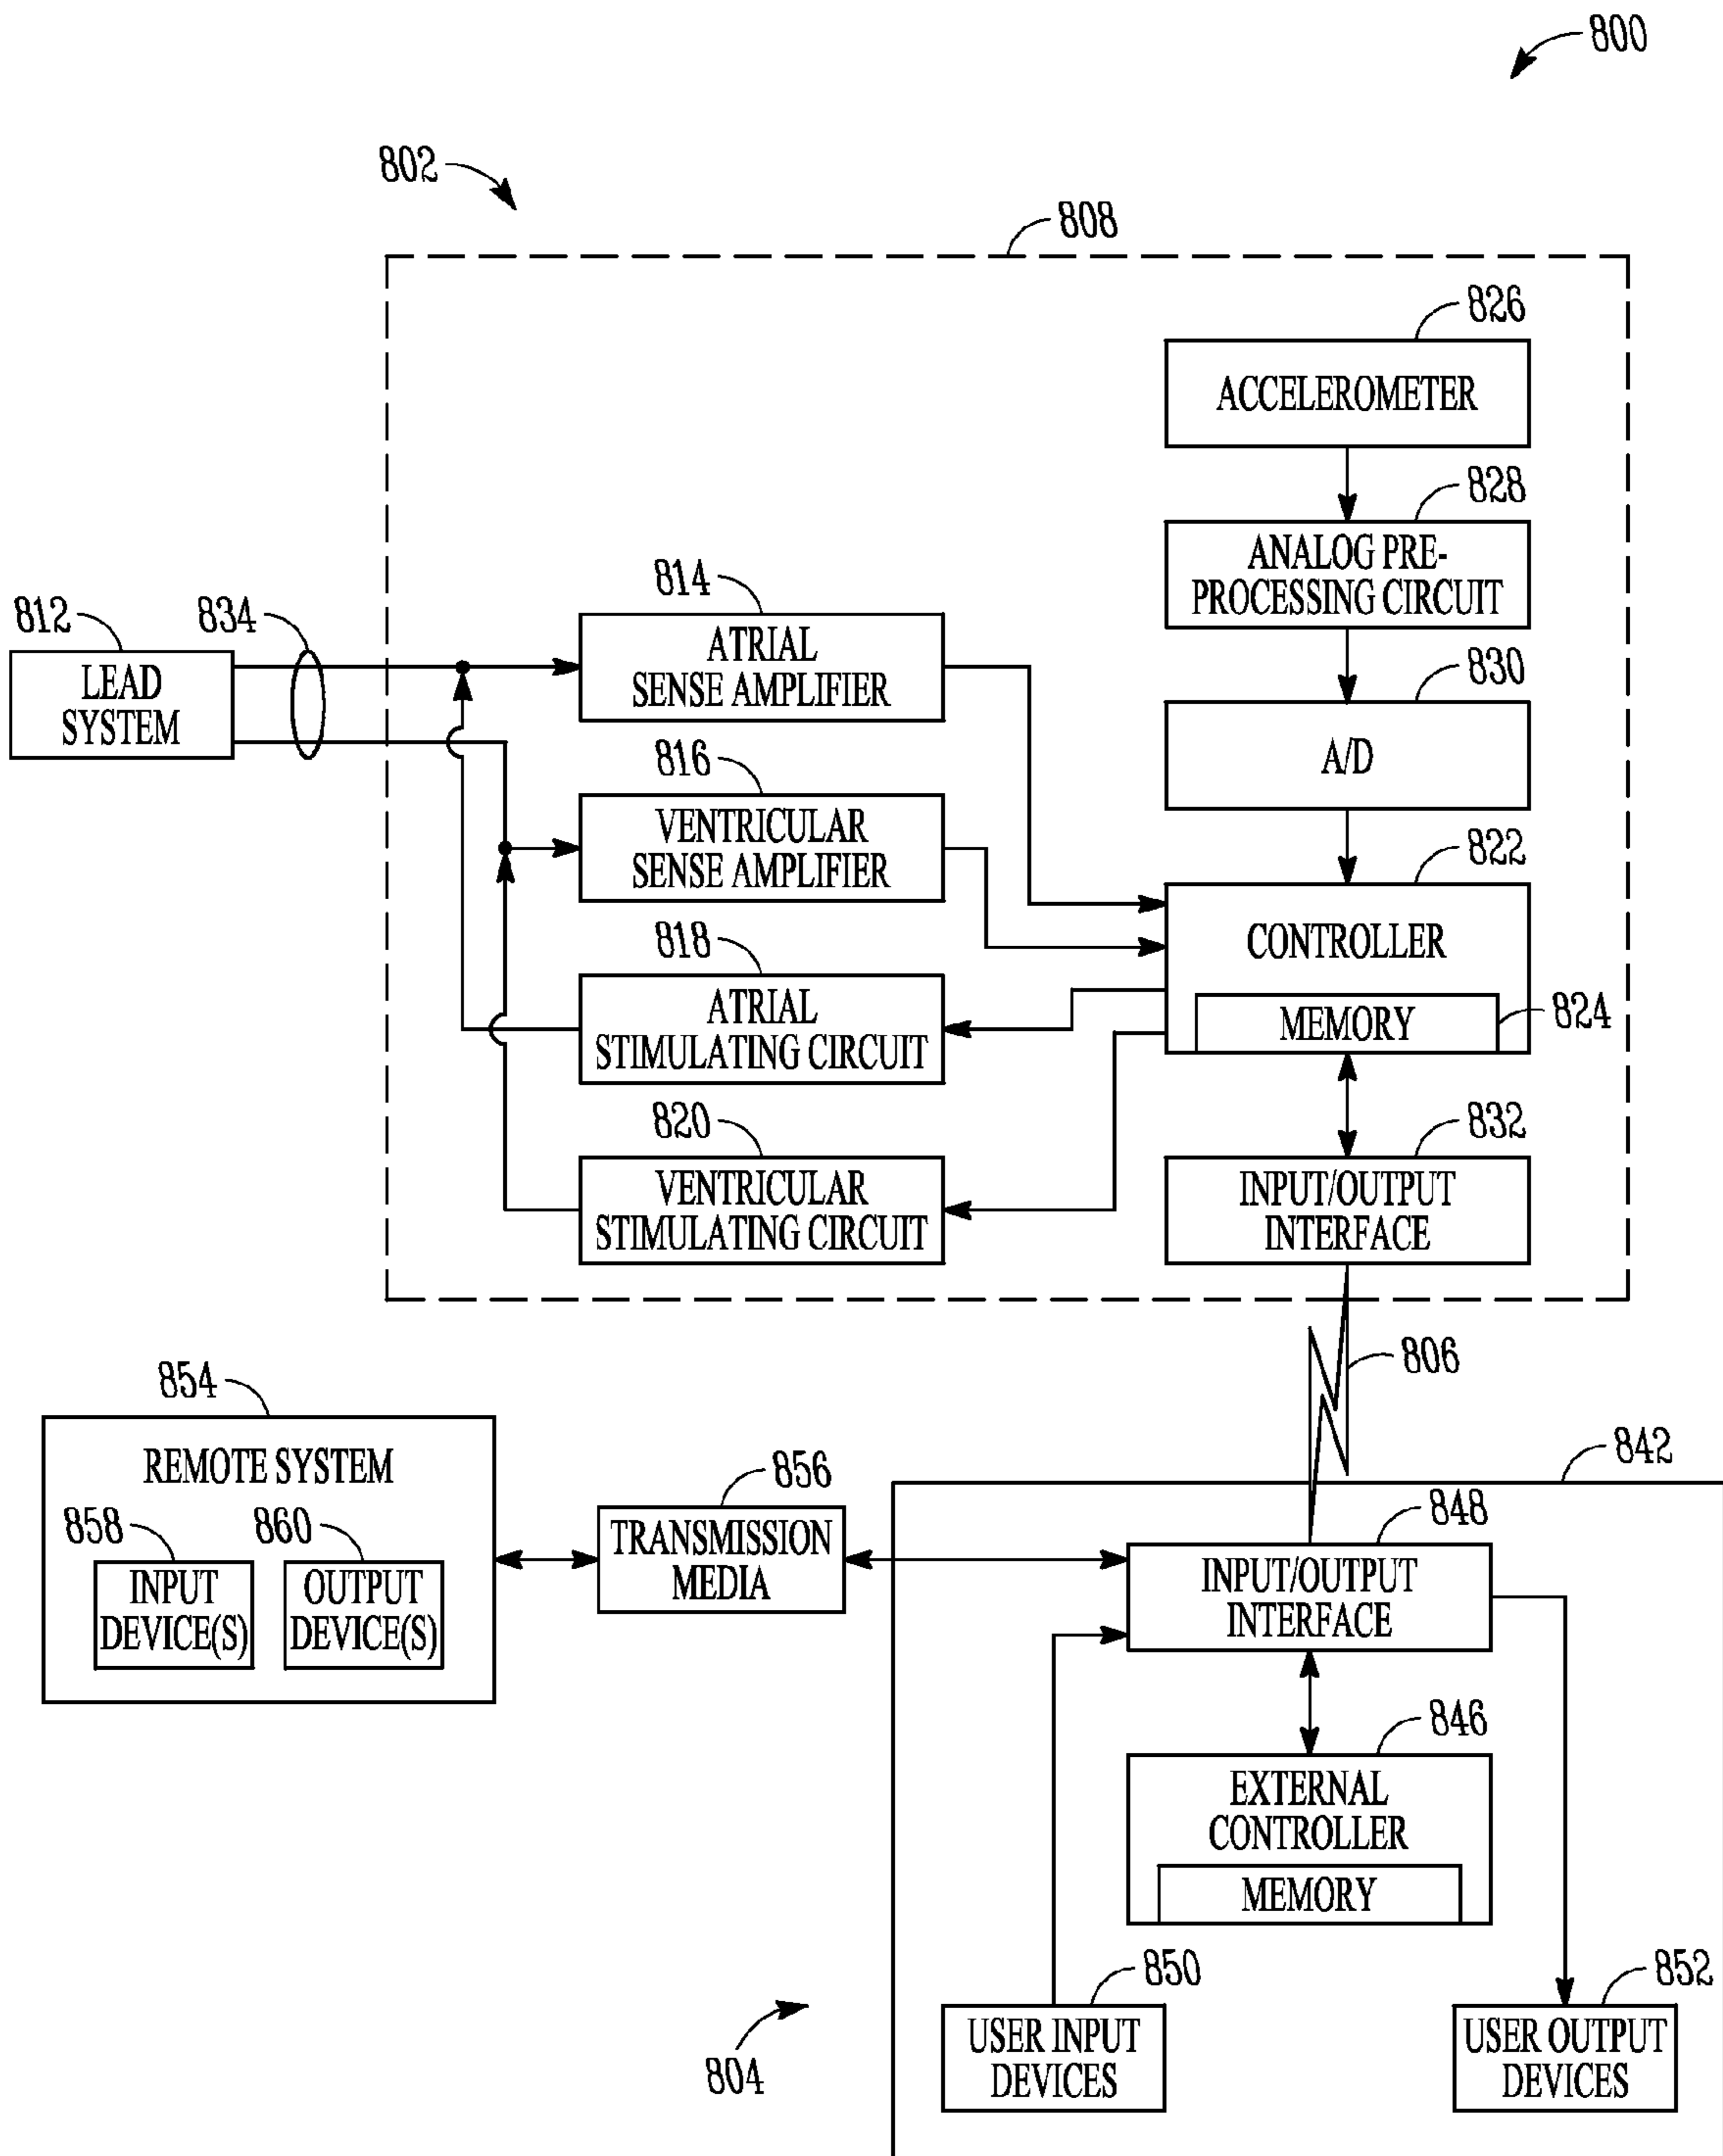 800
802
808
826
ACCELEROMETER
828
ANALOG PRE-
PROCESSING CIRCUIT
812
LEAD
SYSTEM
834
814
ATRIAL
SENSE AMPLIFIER
830
A/D
816
VENTRICULAR
SENSE AMPLIFIER
822
CONTROLLER
MEMORY
824
818
ATRIAL
STIMULATING CIRCUIT
820
VENTRICULAR
STIMULATING CIRCUIT
832
INPUT/OUTPUT
INTERFACE
806
854
REMOTE SYSTEM
858
INPUT
DEVICE(S)
860
OUTPUT
DEVICE(S)
856
TRANSMISSION
MEDIA
842
848
INPUT/OUTPUT
INTERFACE
846
EXTERNAL
CONTROLLER
MEMORY
850
USER INPUT
DEVICES
852
USER OUTPUT
DEVICES
804